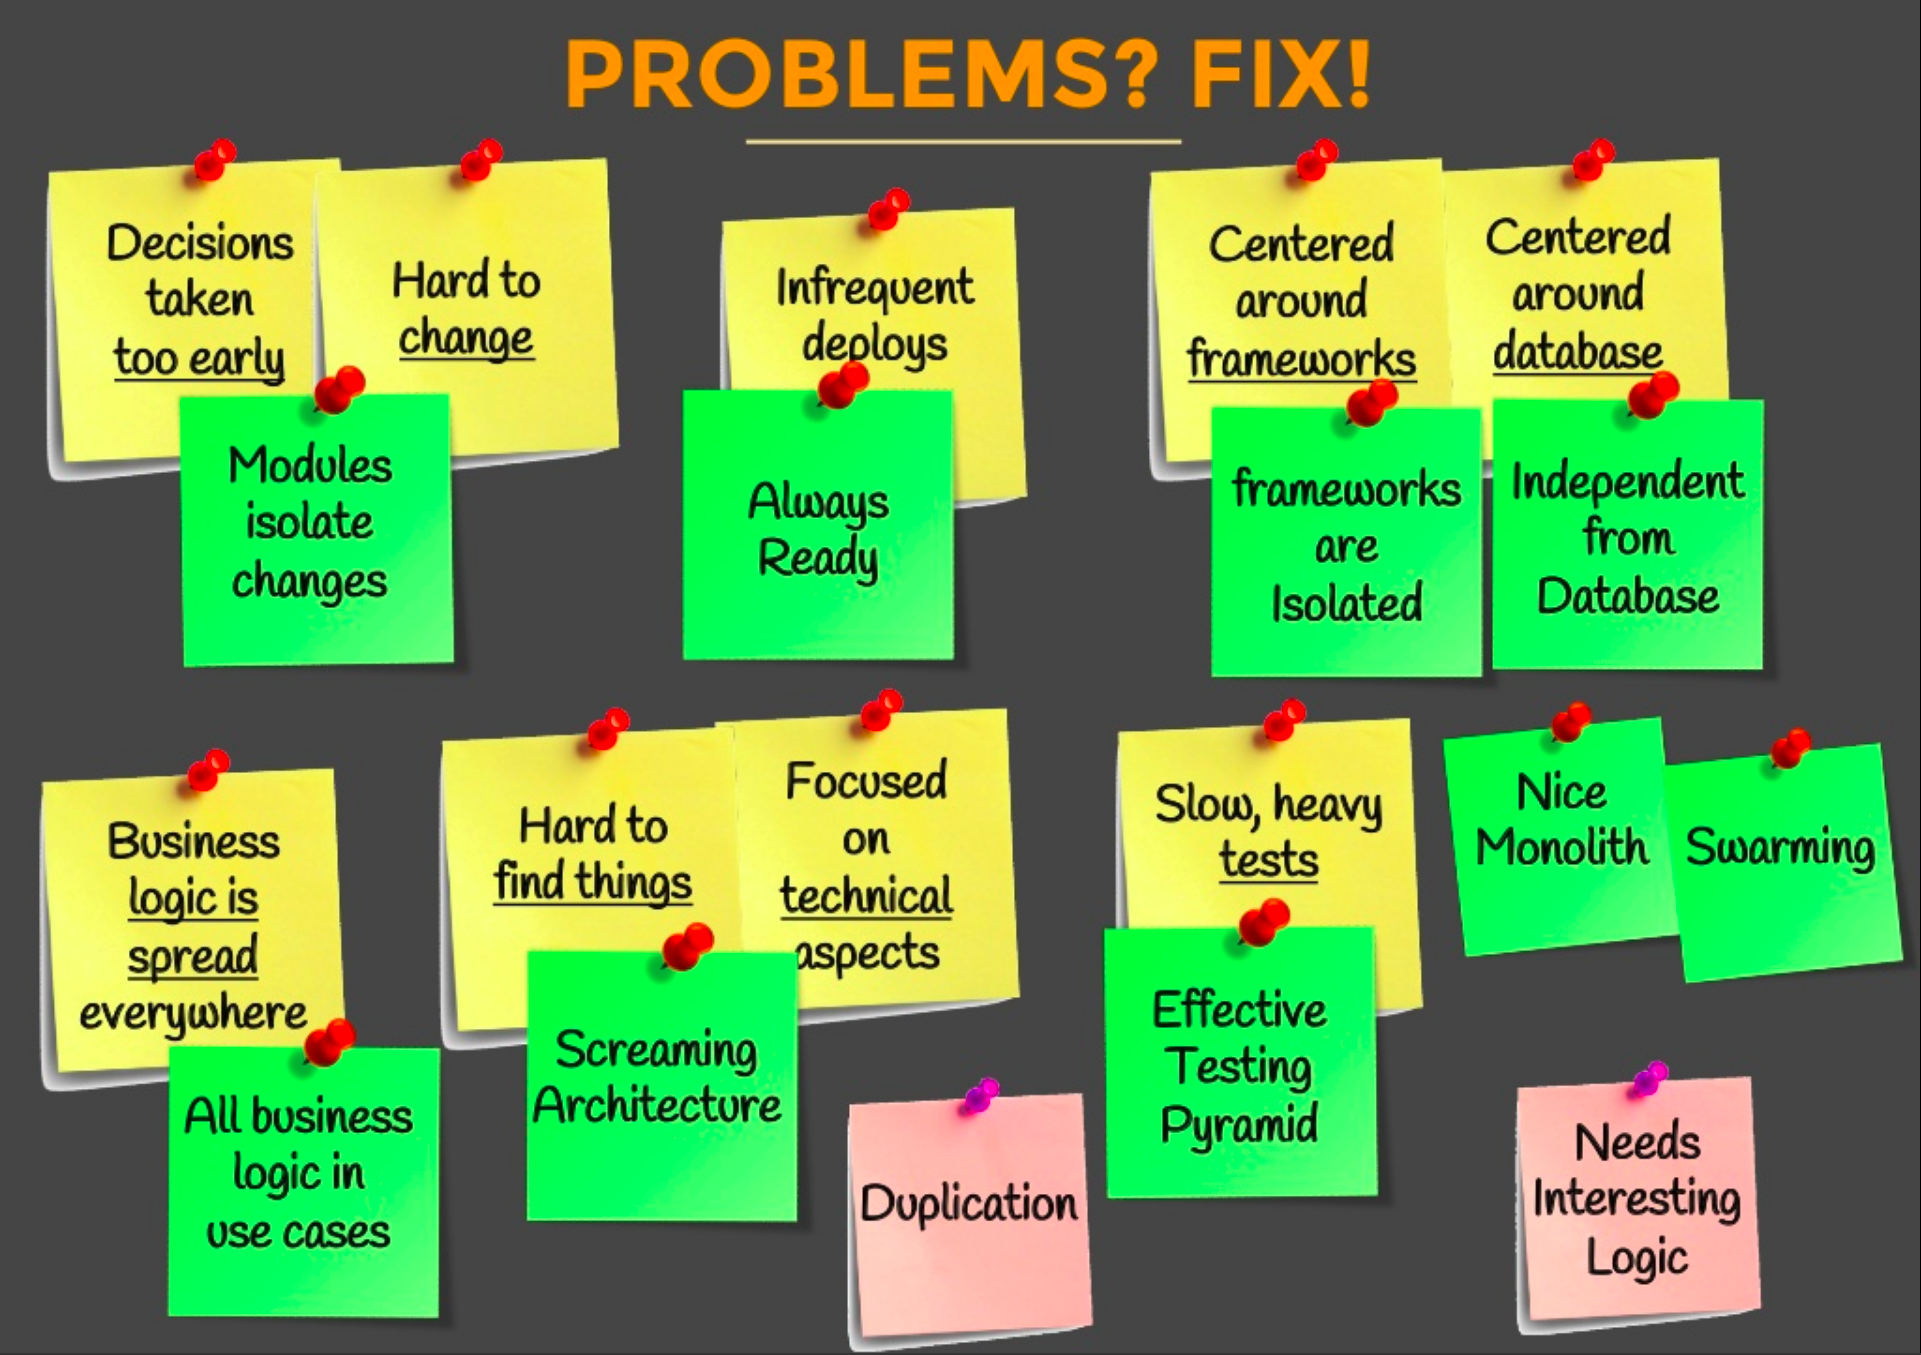 PROBLEMS? FIX!
Decisions
taken
too early
Hard to
change
Modules
isolate
changes
Infrequent
deploys
Always
Ready
Centered
around
frameworks
Centered
around
database
frameworks
are
Isolated
Independent
from
Database
Business
logic is
spread
everywhere
All business
logic in
use cases
Hard to
find things
Focused
on
technical
aspects
Screaming
Architecture
Duplication
Slow, heavy
tests
Effective
Testing
Pyramid
Nice
Monolith
Swarming
Needs
Interesting
Logic